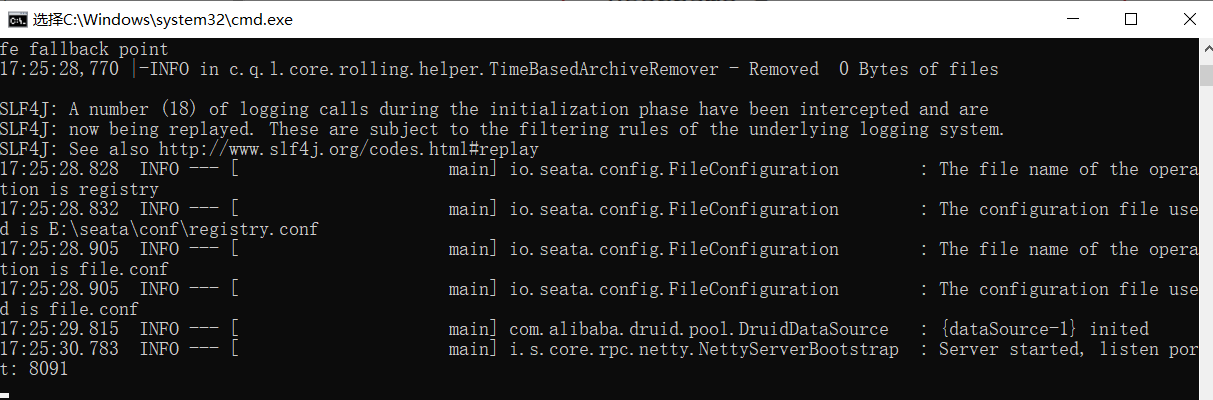 选择C:\Windows\system32\cmd.exe
fe fallback point
17:25:28,770 |-INFO in c.q.l.core.rolling.helper.TimeBasedArchiveRemover - Removed  0 Bytes of files
SLF4J: A number (18) of logging calls during the initialization phase have been intercepted and are
SLF4J: now being replayed. These are subject to the filtering rules of the underlying logging system.
SLF4J: See also http://www.slf4j.org/codes.html#replay
17:25:28.828  INFO --- [                     main] io.seata.config.FileConfiguration        : The file name of the opera
tion is registry
17:25:28.832  INFO --- [                     main] io.seata.config.FileConfiguration        : The configuration file use
d is E:\seata\conf\registry.conf
17:25:28.905  INFO --- [                     main] io.seata.config.FileConfiguration        : The file name of the opera
tion is file.conf
17:25:28.905  INFO --- [                     main] io.seata.config.FileConfiguration        : The configuration file use
d is file.conf
17:25:29.815  INFO --- [                     main] com.alibaba.druid.pool.DruidDataSource   : {dataSource-1} inited
17:25:30.783  INFO --- [                     main] i.s.core.rpc.netty.NettyServerBootstrap  : Server started, listen por
t: 8091